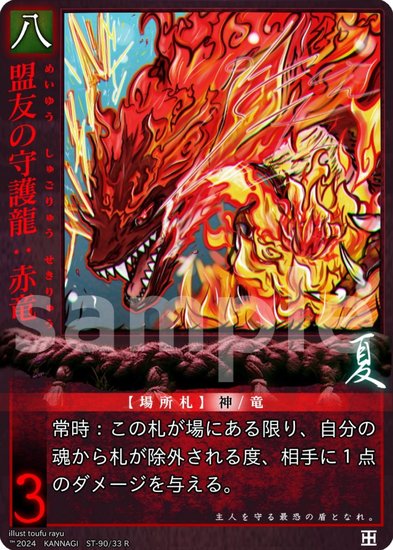 八
盟友の守護龍：赤竜
めいゆう しゅごりゅう せきりゅう
sample
夏
【場所札】神/竜
常時：この札が場にある限り、自分の
魂から札が除外される度、相手に１点
のダメージを与える。
3
主人を守る最恐の盾となれ。
illust toufu rayu
™2024 KANNAGI ST-90/33 R